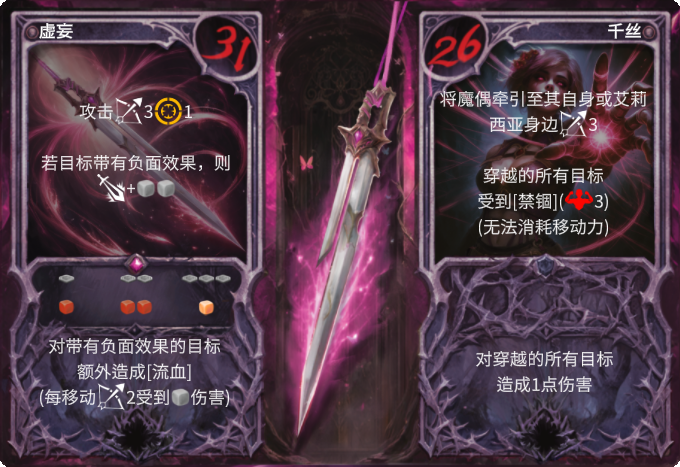 虚妄
31
攻击3 1
若目标带有负面效果，则
+
对带有负面效果的目标
额外造成[流血]
(每移动2受到伤害)
26
千丝
将魔偶牵引至其自身或艾莉
西亚身边3
穿越的所有目标
受到[禁锢](3)
(无法消耗移动力)
对穿越的所有目标
造成1点伤害